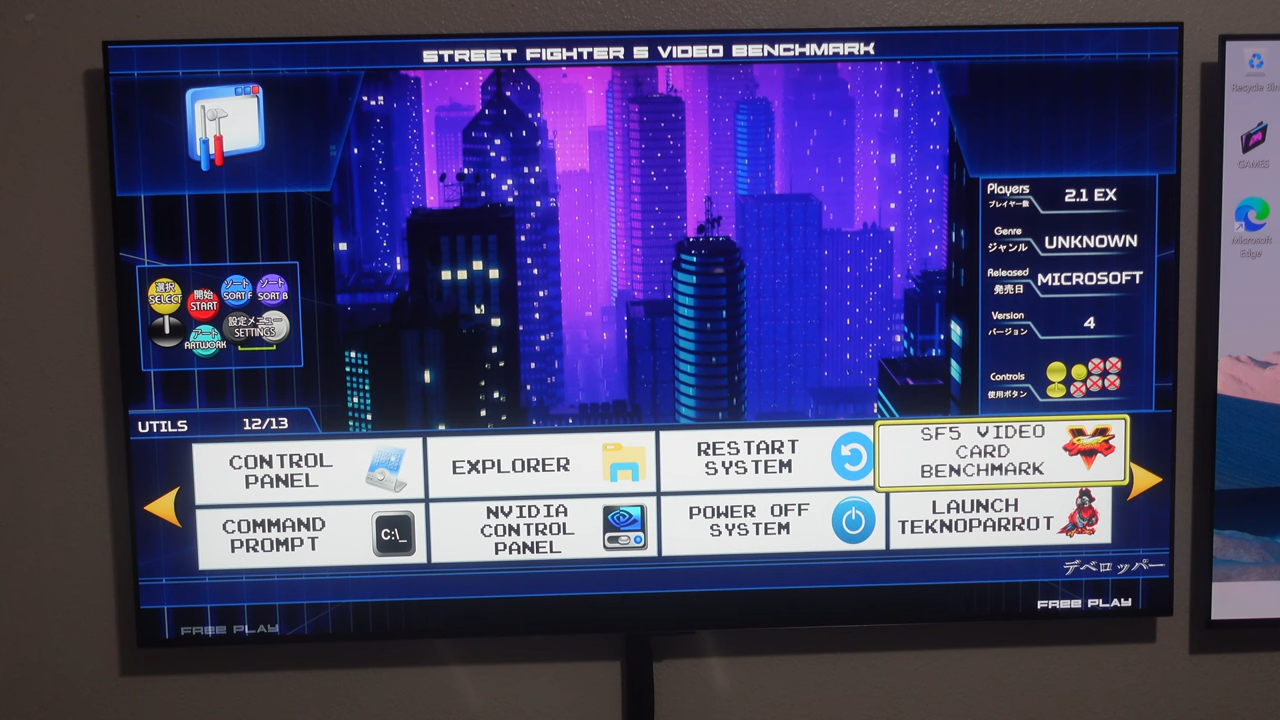 STREET FIGHTER 5 VIDEO BENCHMARK
Players
プレイヤー数
2.1 EX
Genre
ジャンル
UNKNOWN
Released
発売日
MICROSOFT
Version
バージョン
4
Controls
使用ボタン
選択
SELECT
開始
START
ソート
SORT F
ソート
SORT B
アート
ARTWORK
設定メニュー
SETTINGS
UTILS
12/13
CONTROL
PANEL
EXPLORER
RESTART
SYSTEM
SF5 VIDEO
CARD
BENCHMARK
COMMAND
PROMPT
C:\_
NVIDIA
CONTROL
PANEL
POWER OFF
SYSTEM
LAUNCH
TEKNOPARROT
デベロッパー
FREE PLAY
FREE PLAY
Recycle Bin
GAMES
Microsoft
Edge